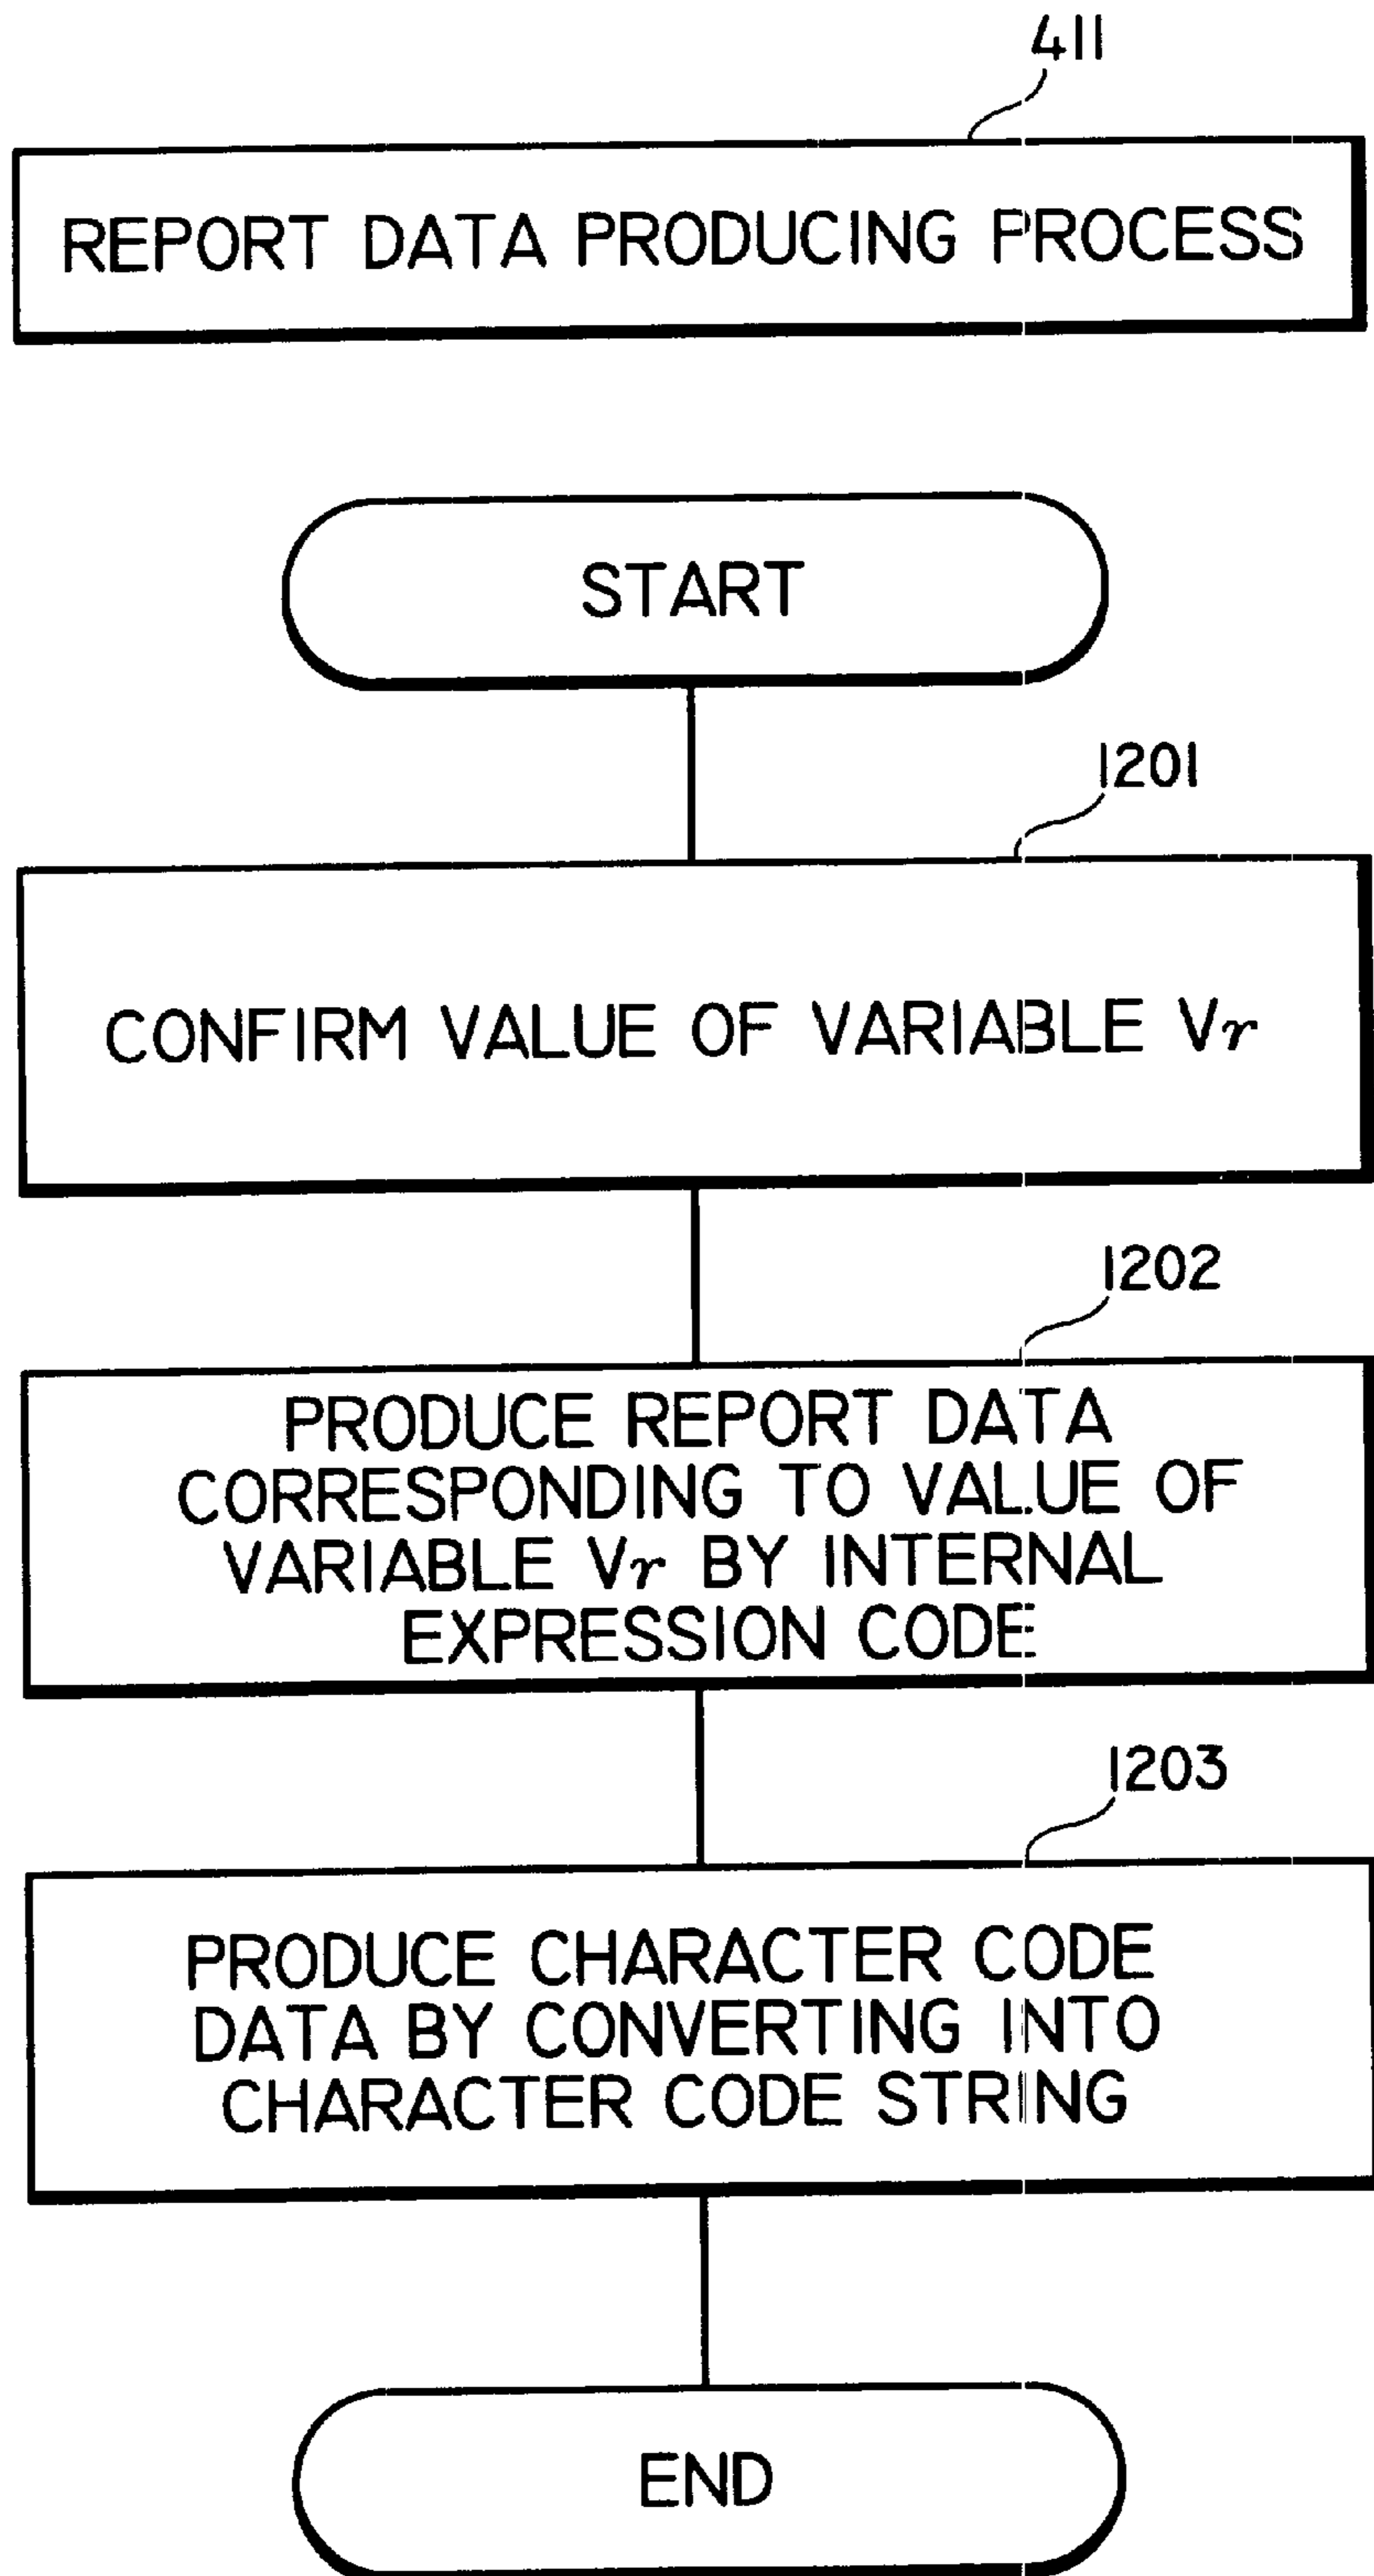 411
REPORT DATA PRODUCING PROCESS
START
1201
CONFIRM VALUE OF VARIABLE Vr
1202
PRODUCE REPORT DATA
CORRESPONDING TO VALUE OF
VARIABLE Vr BY INTERNAL
EXPRESSION CODE
1203
PRODUCE CHARACTER CODE
DATA BY CONVERTING INTO
CHARACTER CODE STRING
END